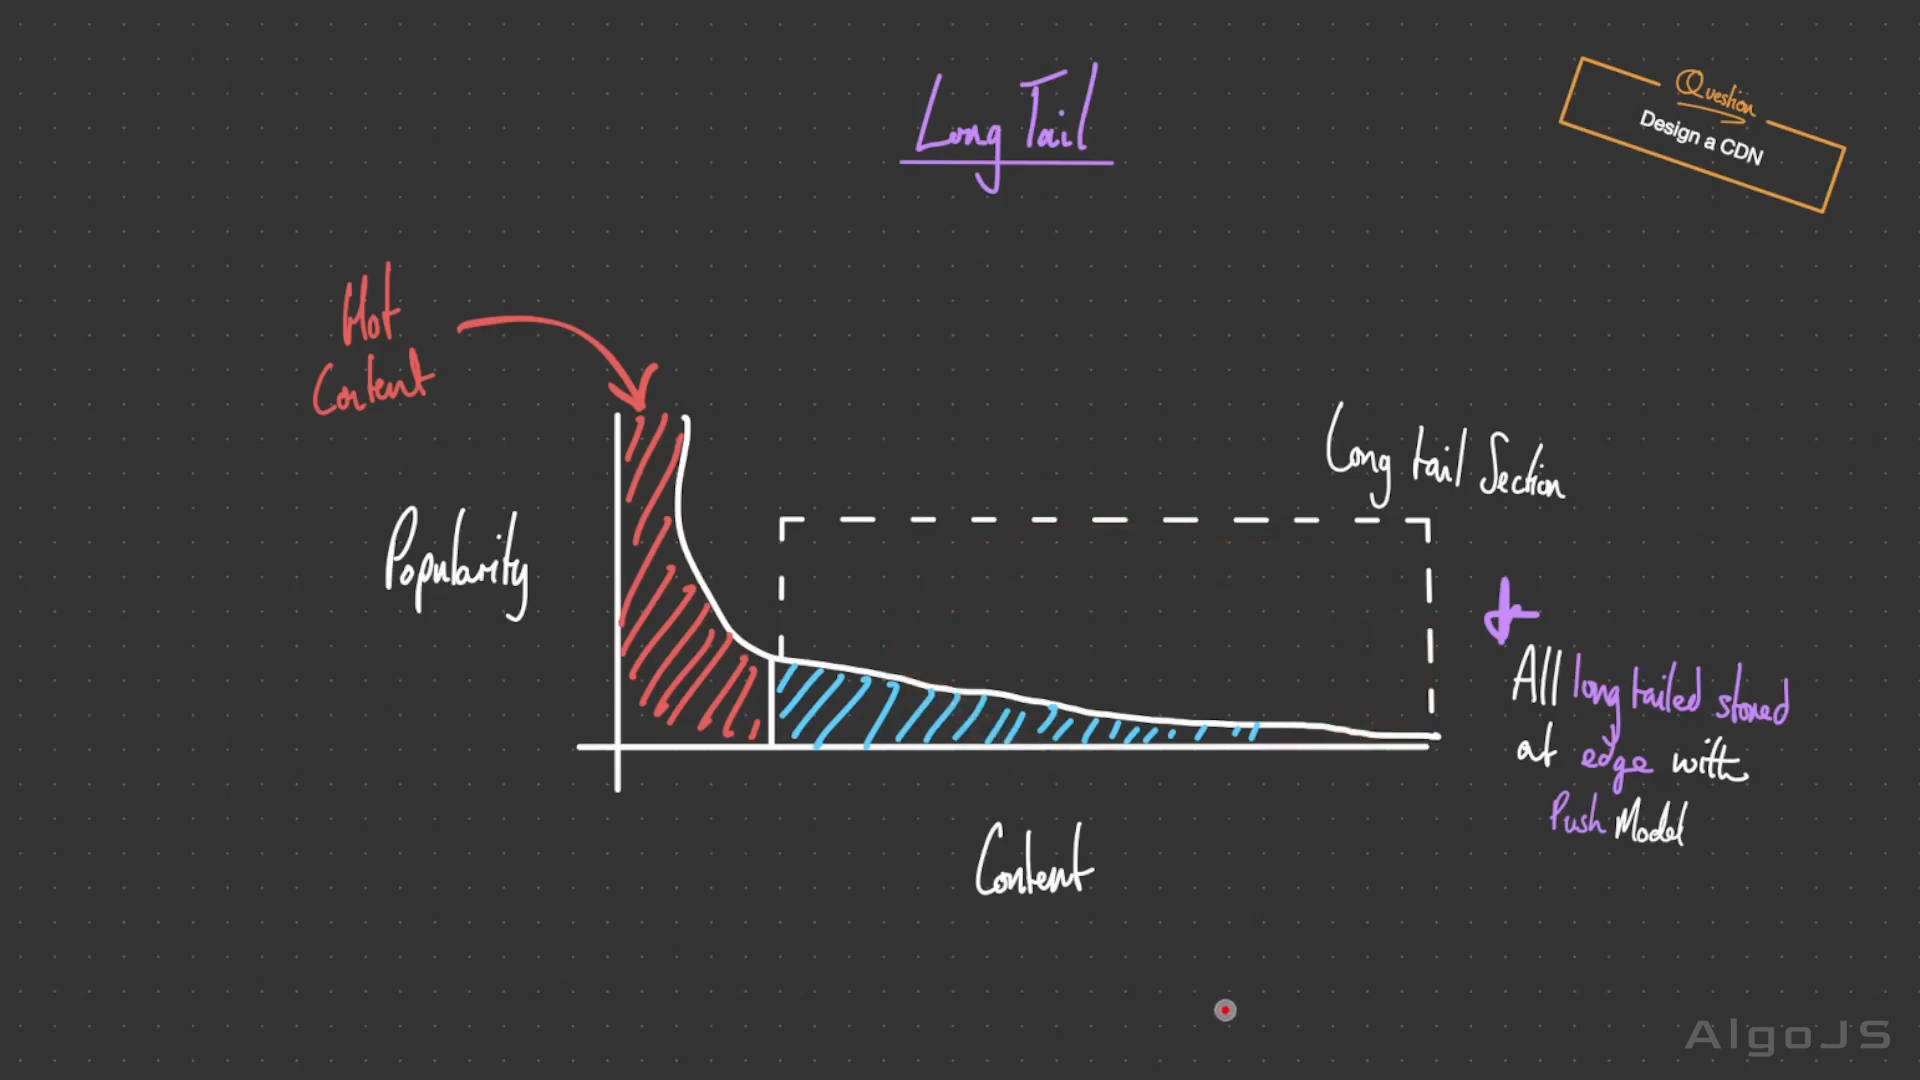 Long Tail
Question
Design a CDN
Hot
Content
Long tail Section
Popularity
All long tailed stored
at edge with
Push Model
Content
AlgoJS